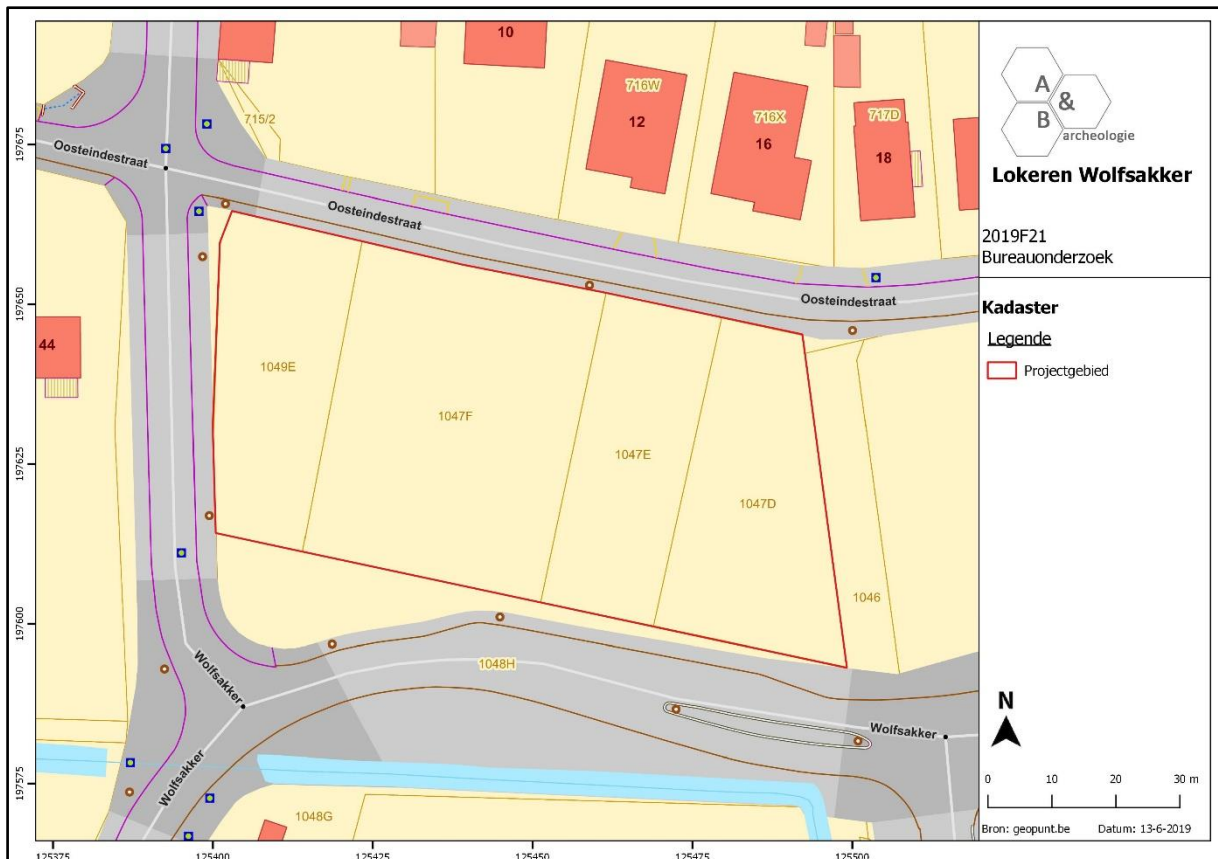 10
716W
12
716X
16
717D
18
715/2
Oosteindestraat
Oosteindestraat
Oosteindestraat
44
1049E
1047F
1047E
1047D
1046
Wolfsakker
1048H
Wolfsakker
Wolfsakker
1048G
197675
197650
197625
197600
197575
125375
125400
125425
125450
125475
125500
A
&
B
archeologie
Lokeren Wolfsakker
2019F21
Bureauonderzoek
Kadaster
Legende
Projectgebied
N
0 10 20 30 m
Bron: geopunt.be Datum: 13-6-2019